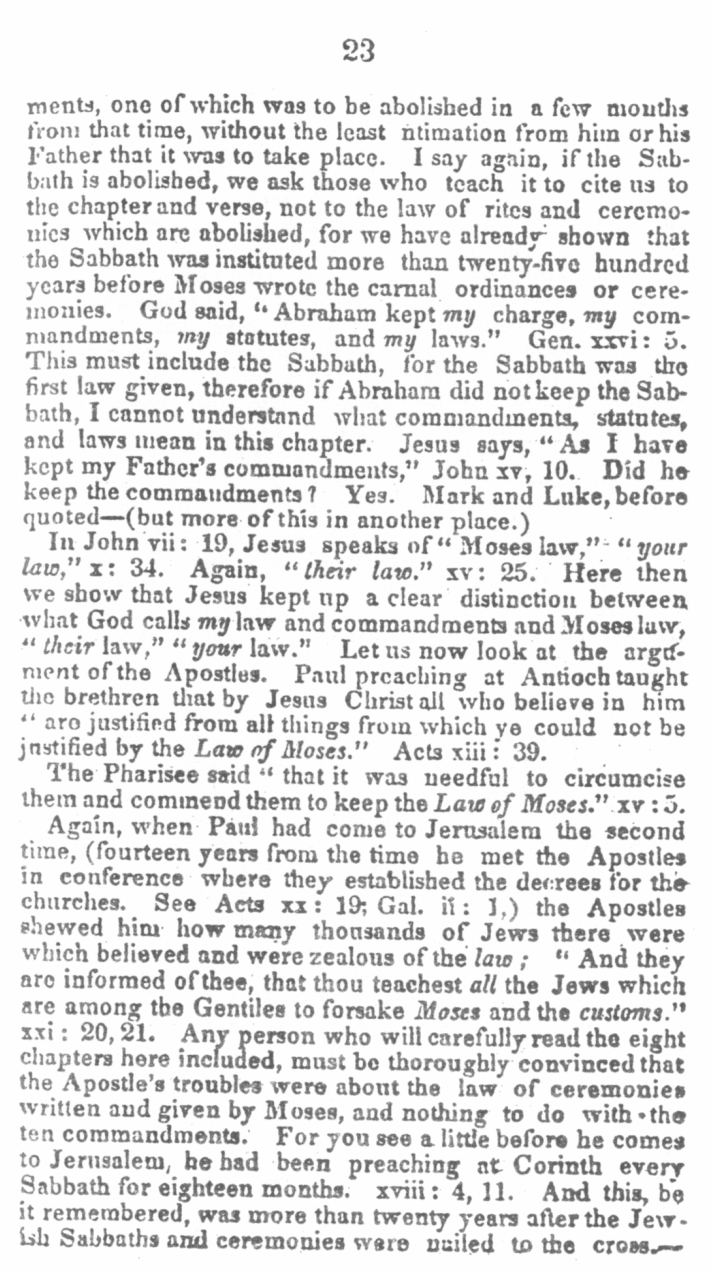 23
ments, one of which was to be abolished in a few months
from that time, without the least ntimation from him or his
Father that it was to take place. I say again, if the Sab-
bath is abolished, we ask those who teach it to cite us to
the chapter and verse, not to the law of rites and ceremo-
nies which are abolished, for we have already shown that
the Sabbath was instituted more than twenty-five hundred
years before Moses wrote the carnal ordinances or cere-
monies. God said, "Abraham kept my charge, my com-
mandments, my statutes, and my laws." Gen. xxvi: 5.
This must include the Sabbath, for the Sabbath was the
first law given, therefore if Abraham did not keep the Sab-
bath, I cannot understand what commandments, statutes,
and laws mean in this chapter. Jesus says, "As I have
kept my Father's commandments," John xv, 10. Did he
keep the commandments? Yes. Mark and Luke, before
quoted—(but more of this in another place.)
In John vii: 19, Jesus speaks of "Moses law," "your
law," x: 34. Again, "their law." xv: 25. Here then
we show that Jesus kept up a clear distinction between
what God calls my law and commandments and Moses law,
"their law," "your law." Let us now look at the argu-
ment of the Apostles. Paul preaching at Antioch taught
the brethren that by Jesus Christ all who believe in him
"are justified from all things from which ye could not be
justified by the Law of Moses." Acts xiii: 39.
The Pharisee said "that it was needful to circumcise
them and commend them to keep the Law of Moses." xv: 5.
Again, when Paul had come to Jerusalem the second
time, (fourteen years from the time he met the Apostles
in conference where they established the decrees for the
churches. See Acts xx: 19; Gal. ii: 1,) the Apostles
shewed him how many thousands of Jews there were
which believed and were zealous of the law; "And they
are informed of thee, that thou teachest all the Jews which
are among the Gentiles to forsake Moses and the customs."
xxi: 20, 21. Any person who will carefully read the eight
chapters here included, must be thoroughly convinced that
the Apostle's troubles were about the law of ceremonies
written and given by Moses, and nothing to do with the
ten commandments. For you see a little before he comes
to Jerusalem, he had been preaching at Corinth every
Sabbath for eighteen months. xviii: 4, 11. And this, be
it remembered, was more than twenty years after the Jew-
ish Sabbaths and ceremonies were nailed to the cross.—